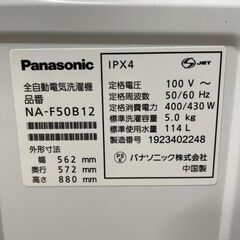 Panasonic
全自動電気洗濯機
品番
NA-F50B12
外形寸法
幅 562 mm
奥行 572 mm
高さ 880 mm
IPX4
JET
定格電圧 100 V ～
定格周波数 50/60 Hz
定格消費電力 400/430 W
標準洗濯容量 5.0 kg
標準使用水量 114 L
製造番号 1923402248
PS E
パナソニック株式会社
中国製